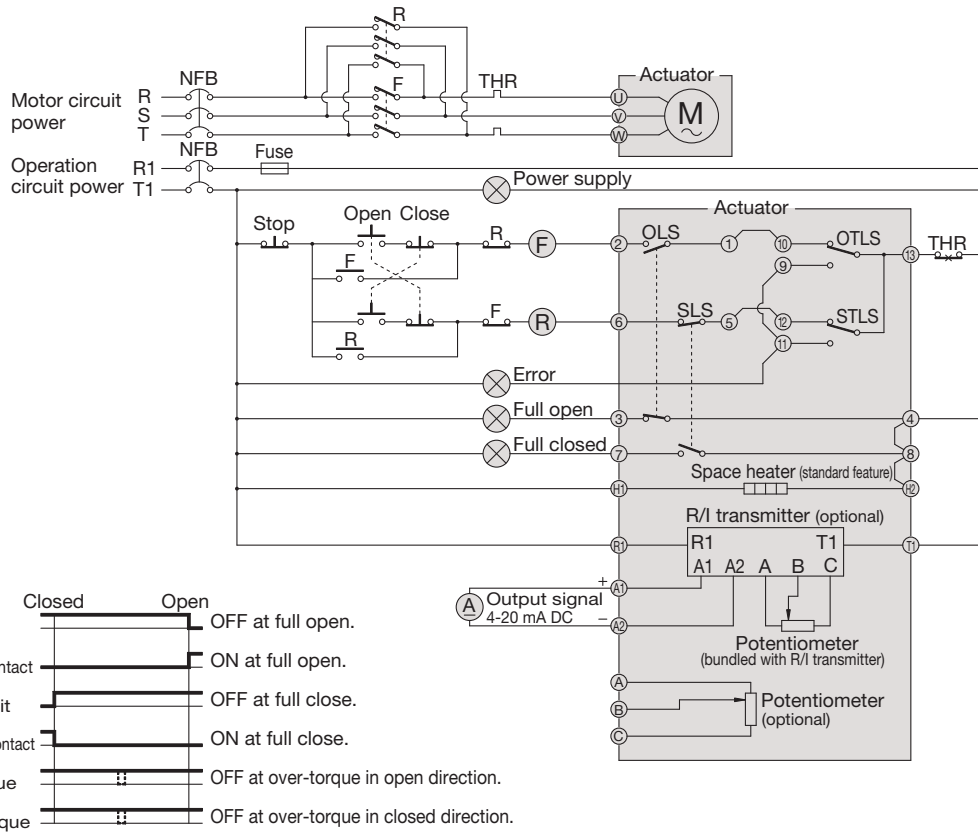 R
NFB
F
THR
Actuator
Motor circuit
power
R
S
T
U
V
W
M
NFB
Operation
circuit power
R1
T1
Fuse
Power supply
Actuator
Stop
Open
Close
R
F
2
OLS
1
10
OTLS
13
THR
F
9
F
R
6
SLS
5
12
STLS
R
11
Error
Full open
3
4
Full closed
7
8
Space heater (standard feature)
H1
H2
R/I transmitter (optional)
R1
R1
T1
T1
A1 A2 A B C
+
A1
A
Output signal
4-20 mA DC
–
A2
Potentiometer
(bundled with R/I transmitter)
A
B
C
Potentiometer
(optional)
Closed
Open
OFF at full open.
ON at full open.
OFF at full close.
ON at full close.
OFF at over-torque in open direction.
OFF at over-torque in closed direction.